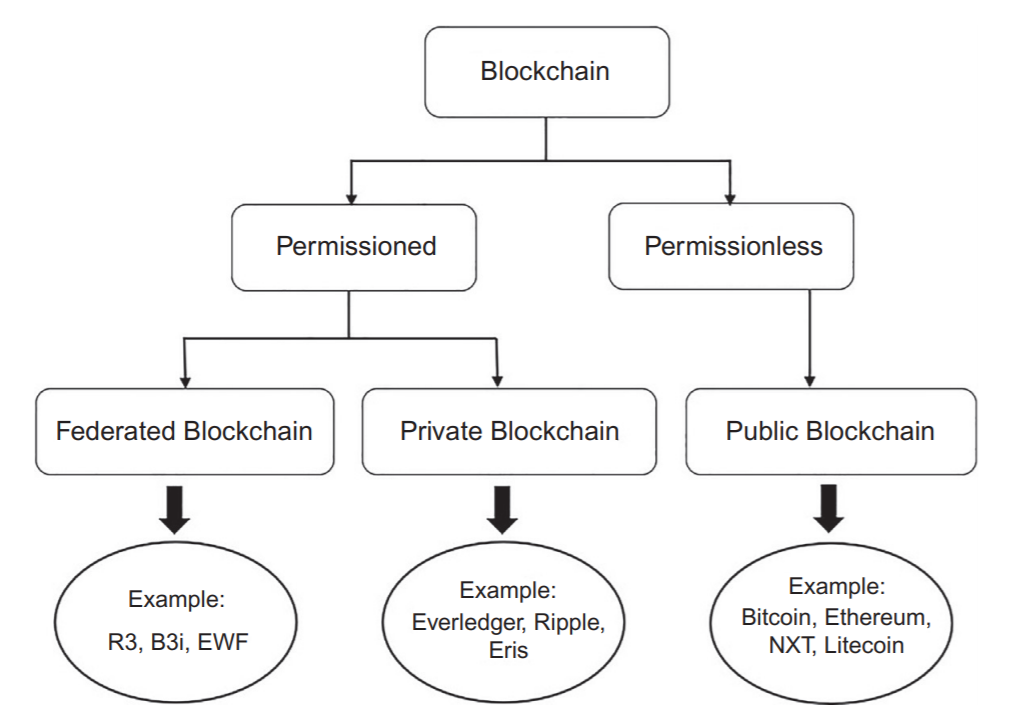 Blockchain
Permissioned
Permissionless
Federated Blockchain
Private Blockchain
Public Blockchain
Example:
R3, B3i, EWF
Example:
Everledger, Ripple,
Eris
Example:
Bitcoin, Ethereum,
NXT, Litecoin